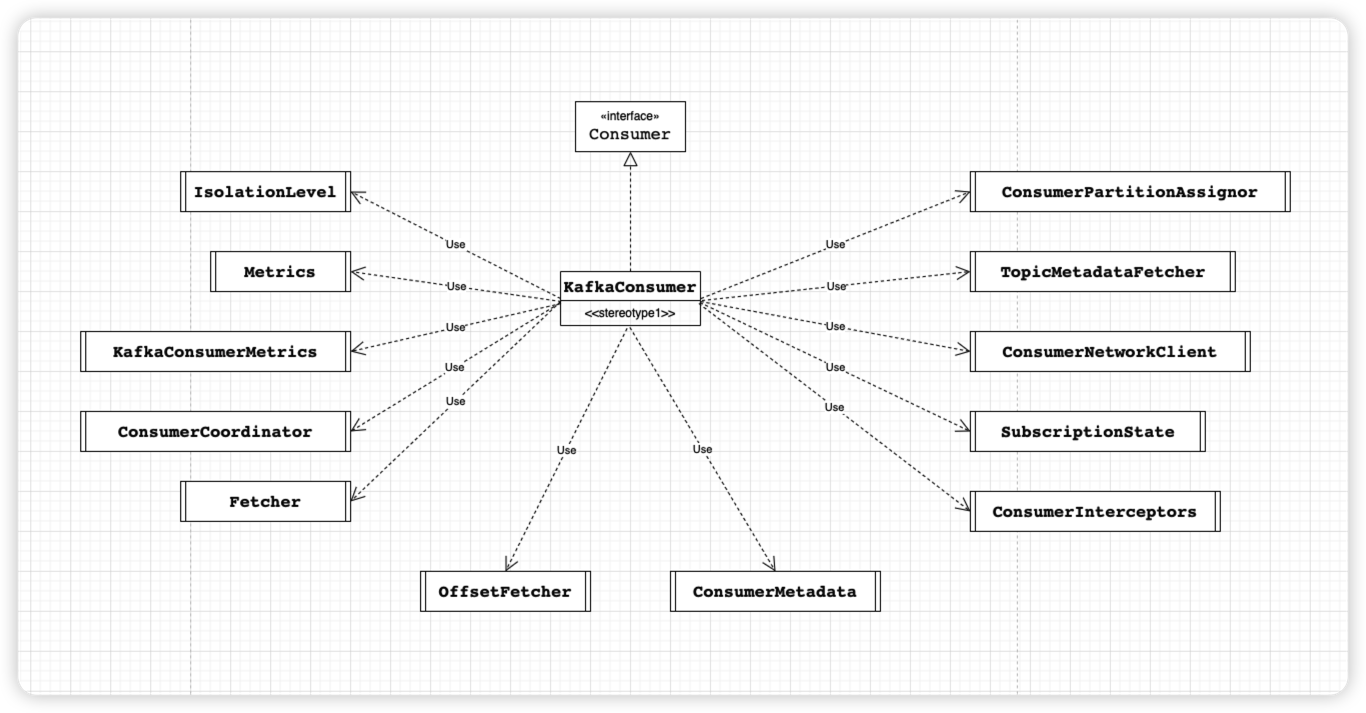 «interface»
Consumer
IsolationLevel
ConsumerPartitionAssignor
Use
Use
Metrics
TopicMetadataFetcher
KafkaConsumer
Use
Use
<<stereotype1>>
Use
Use
KafkaConsumerMetrics
ConsumerNetworkClient
Use
Use
Use
Use
ConsumerCoordinator
SubscriptionState
Use
Use
Fetcher
ConsumerInterceptors
OffsetFetcher
ConsumerMetadata